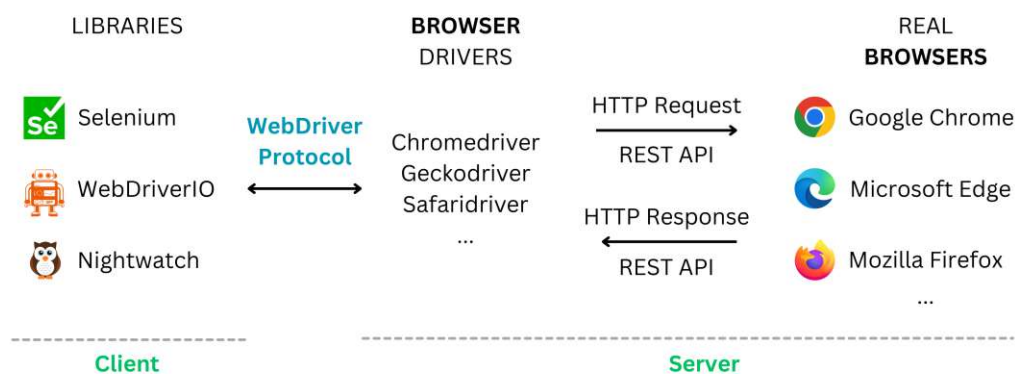 LIBRARIES
Se
Selenium
WebDriverIO
Nightwatch
WebDriver
Protocol
BROWSER
DRIVERS
Chromedriver
Geckodriver
Safaridriver
...
HTTP Request
REST API
HTTP Response
REST API
REAL
BROWSERS
Google Chrome
Microsoft Edge
Mozilla Firefox
...
Client
Server